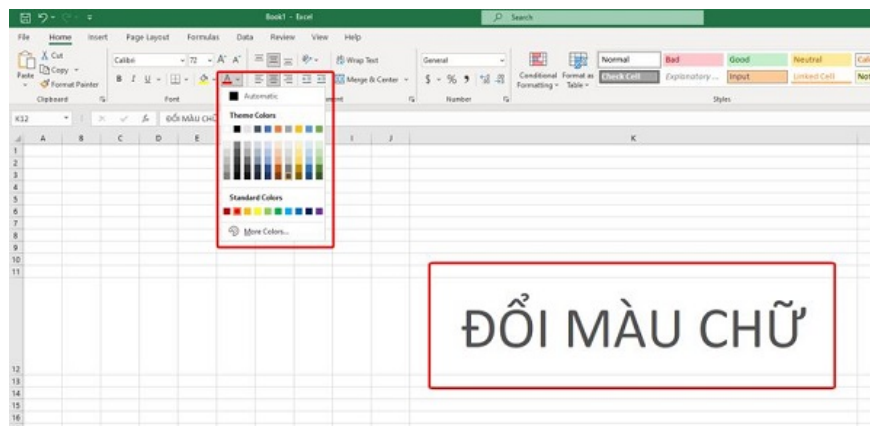 Book1 - Excel
Search
File Home Insert Page Layout Formulas Data Review View Help
Cut
Copy
Format Painter
Paste
Clipboard
Calibri
72
A A
B I U
A
Font
Wrap Text
Merge & Center
General
$ % 9
Number
Conditional Formatting
Format as Table
Normal Bad Good Neutral
Check Cell Explanatory ... Input Linked Cell
Styles
Automatic
Theme Colors
Standard Colors
More Colors...
K12
fx
ĐỔI MÀU CHỮ
A B C D E I J K
1
2
3
4
5
6
7
8
9
10
11
12
13
14
15
16
ĐỔI MÀU CHỮ